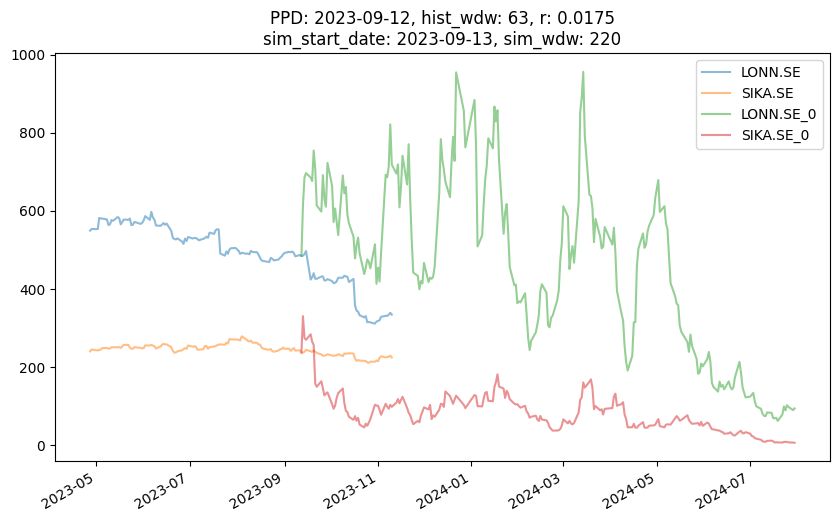 PPD: 2023-09-12, hist_wdw: 63, r: 0.0175
sim_start_date: 2023-09-13, sim_wdw: 220
LONN.SE
SIKA.SE
LONN.SE_0
SIKA.SE_0
1000
800
600
400
200
0
2023-05
2023-07
2023-09
2023-11
2024-01
2024-03
2024-05
2024-07